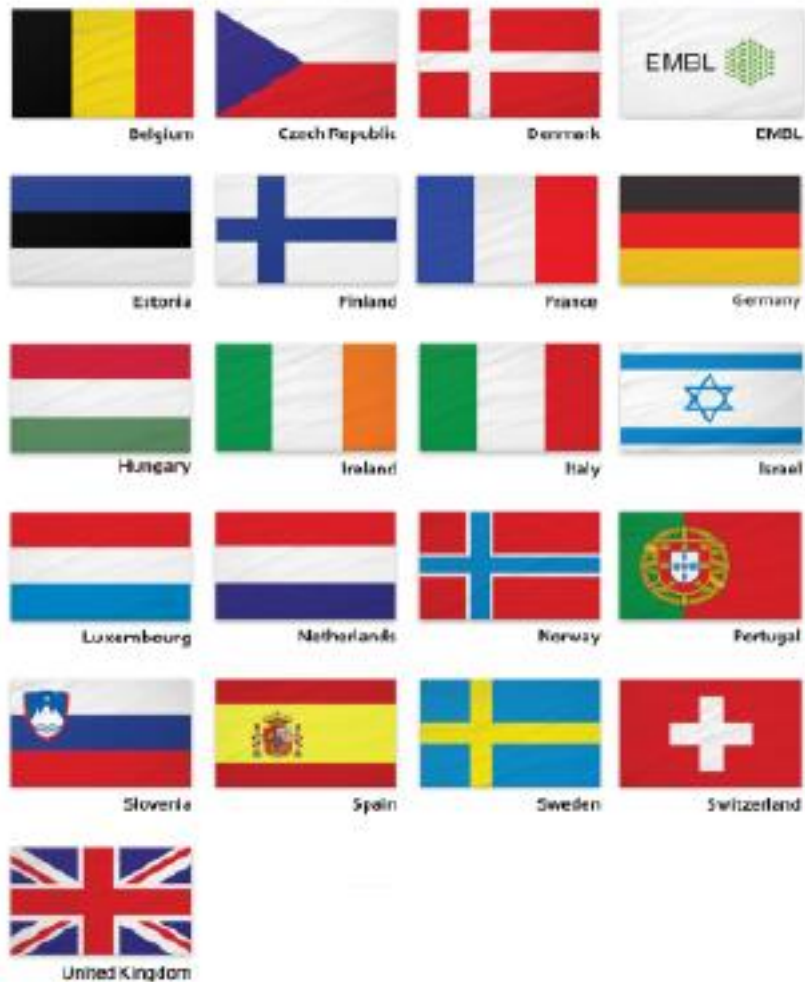 EMBL
Belgium
Czech Republic
Denmark
EMBL
Estonia
Finland
France
Germany
Hungary
Ireland
Italy
Israel
Luxembourg
Netherlands
Norway
Portugal
Slovenia
Spain
Sweden
Switzerland
United Kingdom